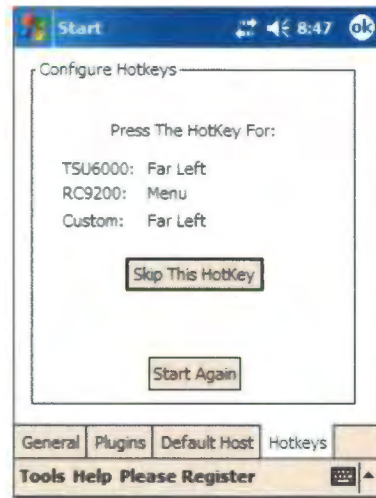 Start 8:47 ok
Configure Hotkeys
Press The HotKey For:
TSU6000: Far Left
RC9200: Menu
Custom: Far Left
Skip This HotKey
Start Again
General Plugins Default Host Hotkeys
Tools Help Please Register